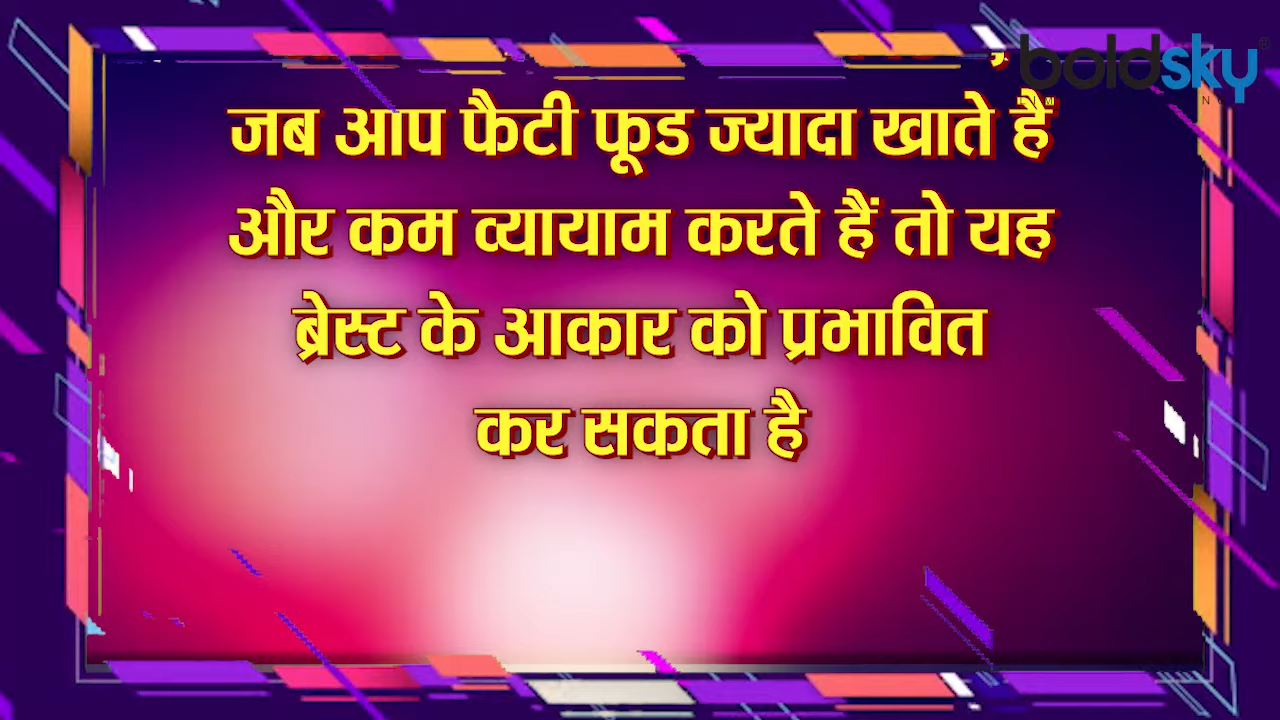 boldsky
जब आप फैटी फूड ज्यादा खाते हैं
और कम व्यायाम करते हैं तो यह
ब्रेस्ट के आकार को प्रभावित
कर सकता है